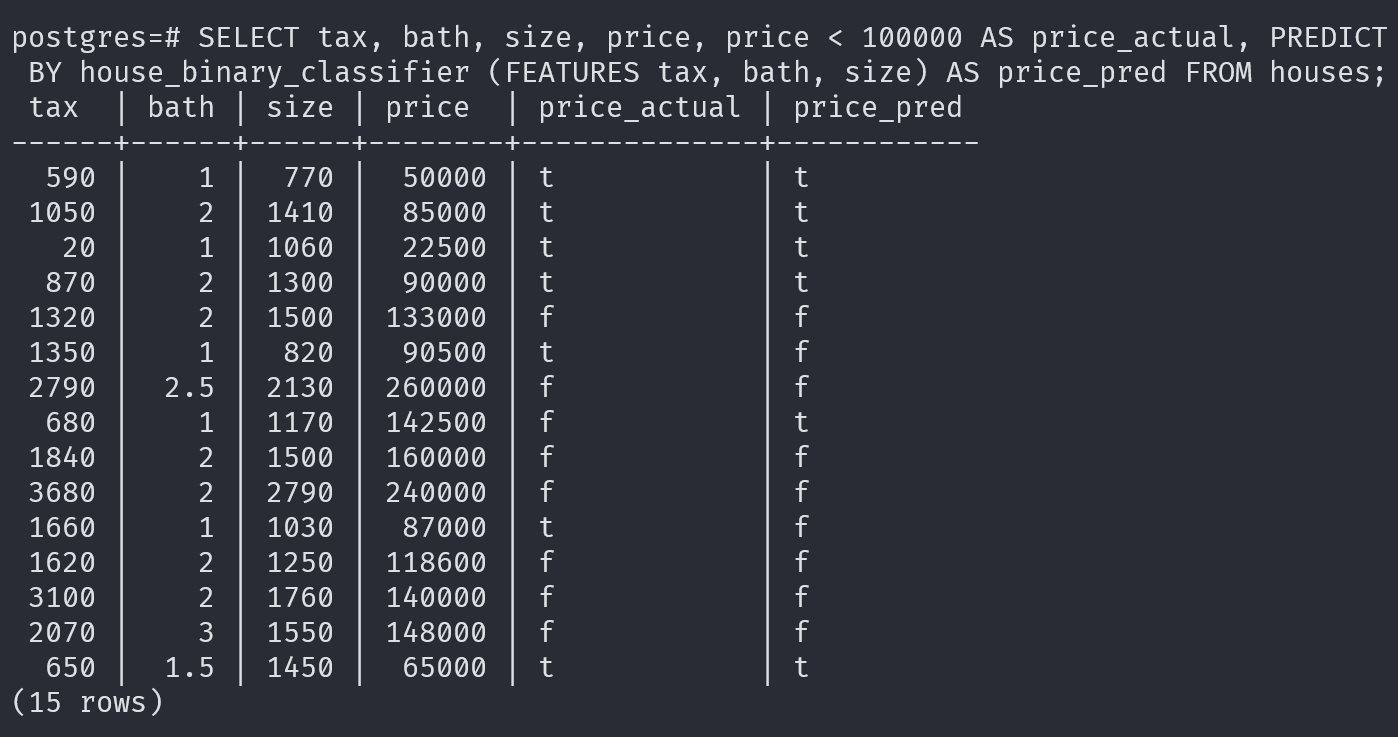 postgres=# SELECT tax, bath, size, price, price < 100000 AS price_actual, PREDICT
 BY house_binary_classifier (FEATURES tax, bath, size) AS price_pred FROM houses;
 tax  | bath | size | price  | price_actual | price_pred
------+------+------+--------+--------------+------------
  590 |    1 |  770 |  50000 | t            | t
 1050 |    2 | 1410 |  85000 | t            | t
   20 |    1 | 1060 |  22500 | t            | t
  870 |    2 | 1300 |  90000 | t            | t
 1320 |    2 | 1500 | 133000 | f            | f
 1350 |    1 |  820 |  90500 | t            | f
 2790 |  2.5 | 2130 | 260000 | f            | f
  680 |    1 | 1170 | 142500 | f            | t
 1840 |    2 | 1500 | 160000 | f            | f
 3680 |    2 | 2790 | 240000 | f            | f
 1660 |    1 | 1030 |  87000 | t            | f
 1620 |    2 | 1250 | 118600 | f            | f
 3100 |    2 | 1760 | 140000 | f            | f
 2070 |    3 | 1550 | 148000 | f            | f
  650 |  1.5 | 1450 |  65000 | t            | t
(15 rows)